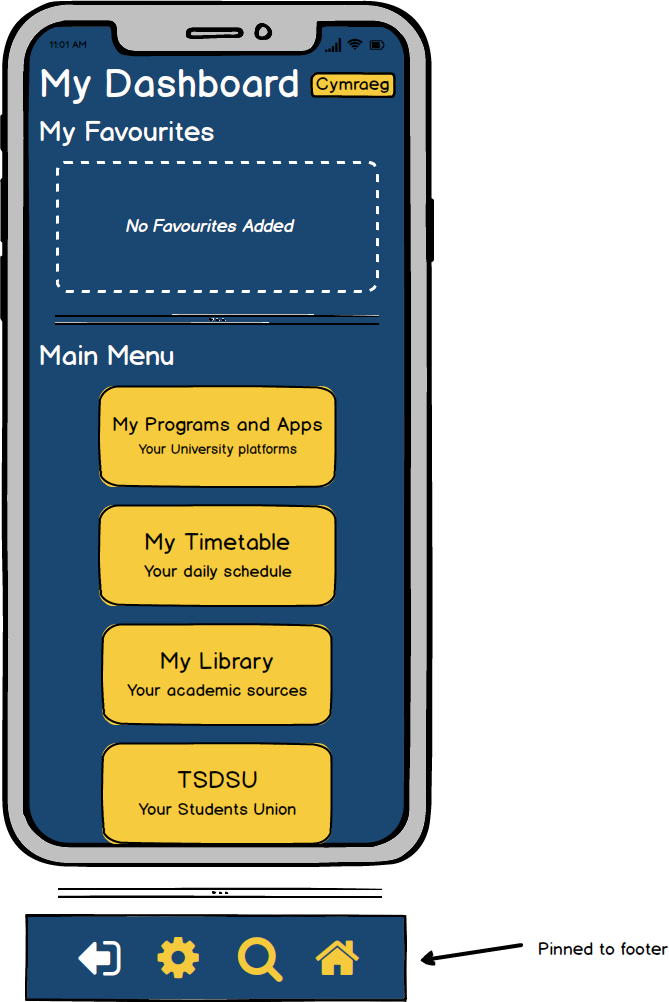 11:01 AM
My Dashboard
Cymraeg
My Favourites
No Favourites Added
Main Menu
My Programs and Apps
Your University platforms
My Timetable
Your daily schedule
My Library
Your academic sources
TSDSU
Your Students Union
Pinned to footer